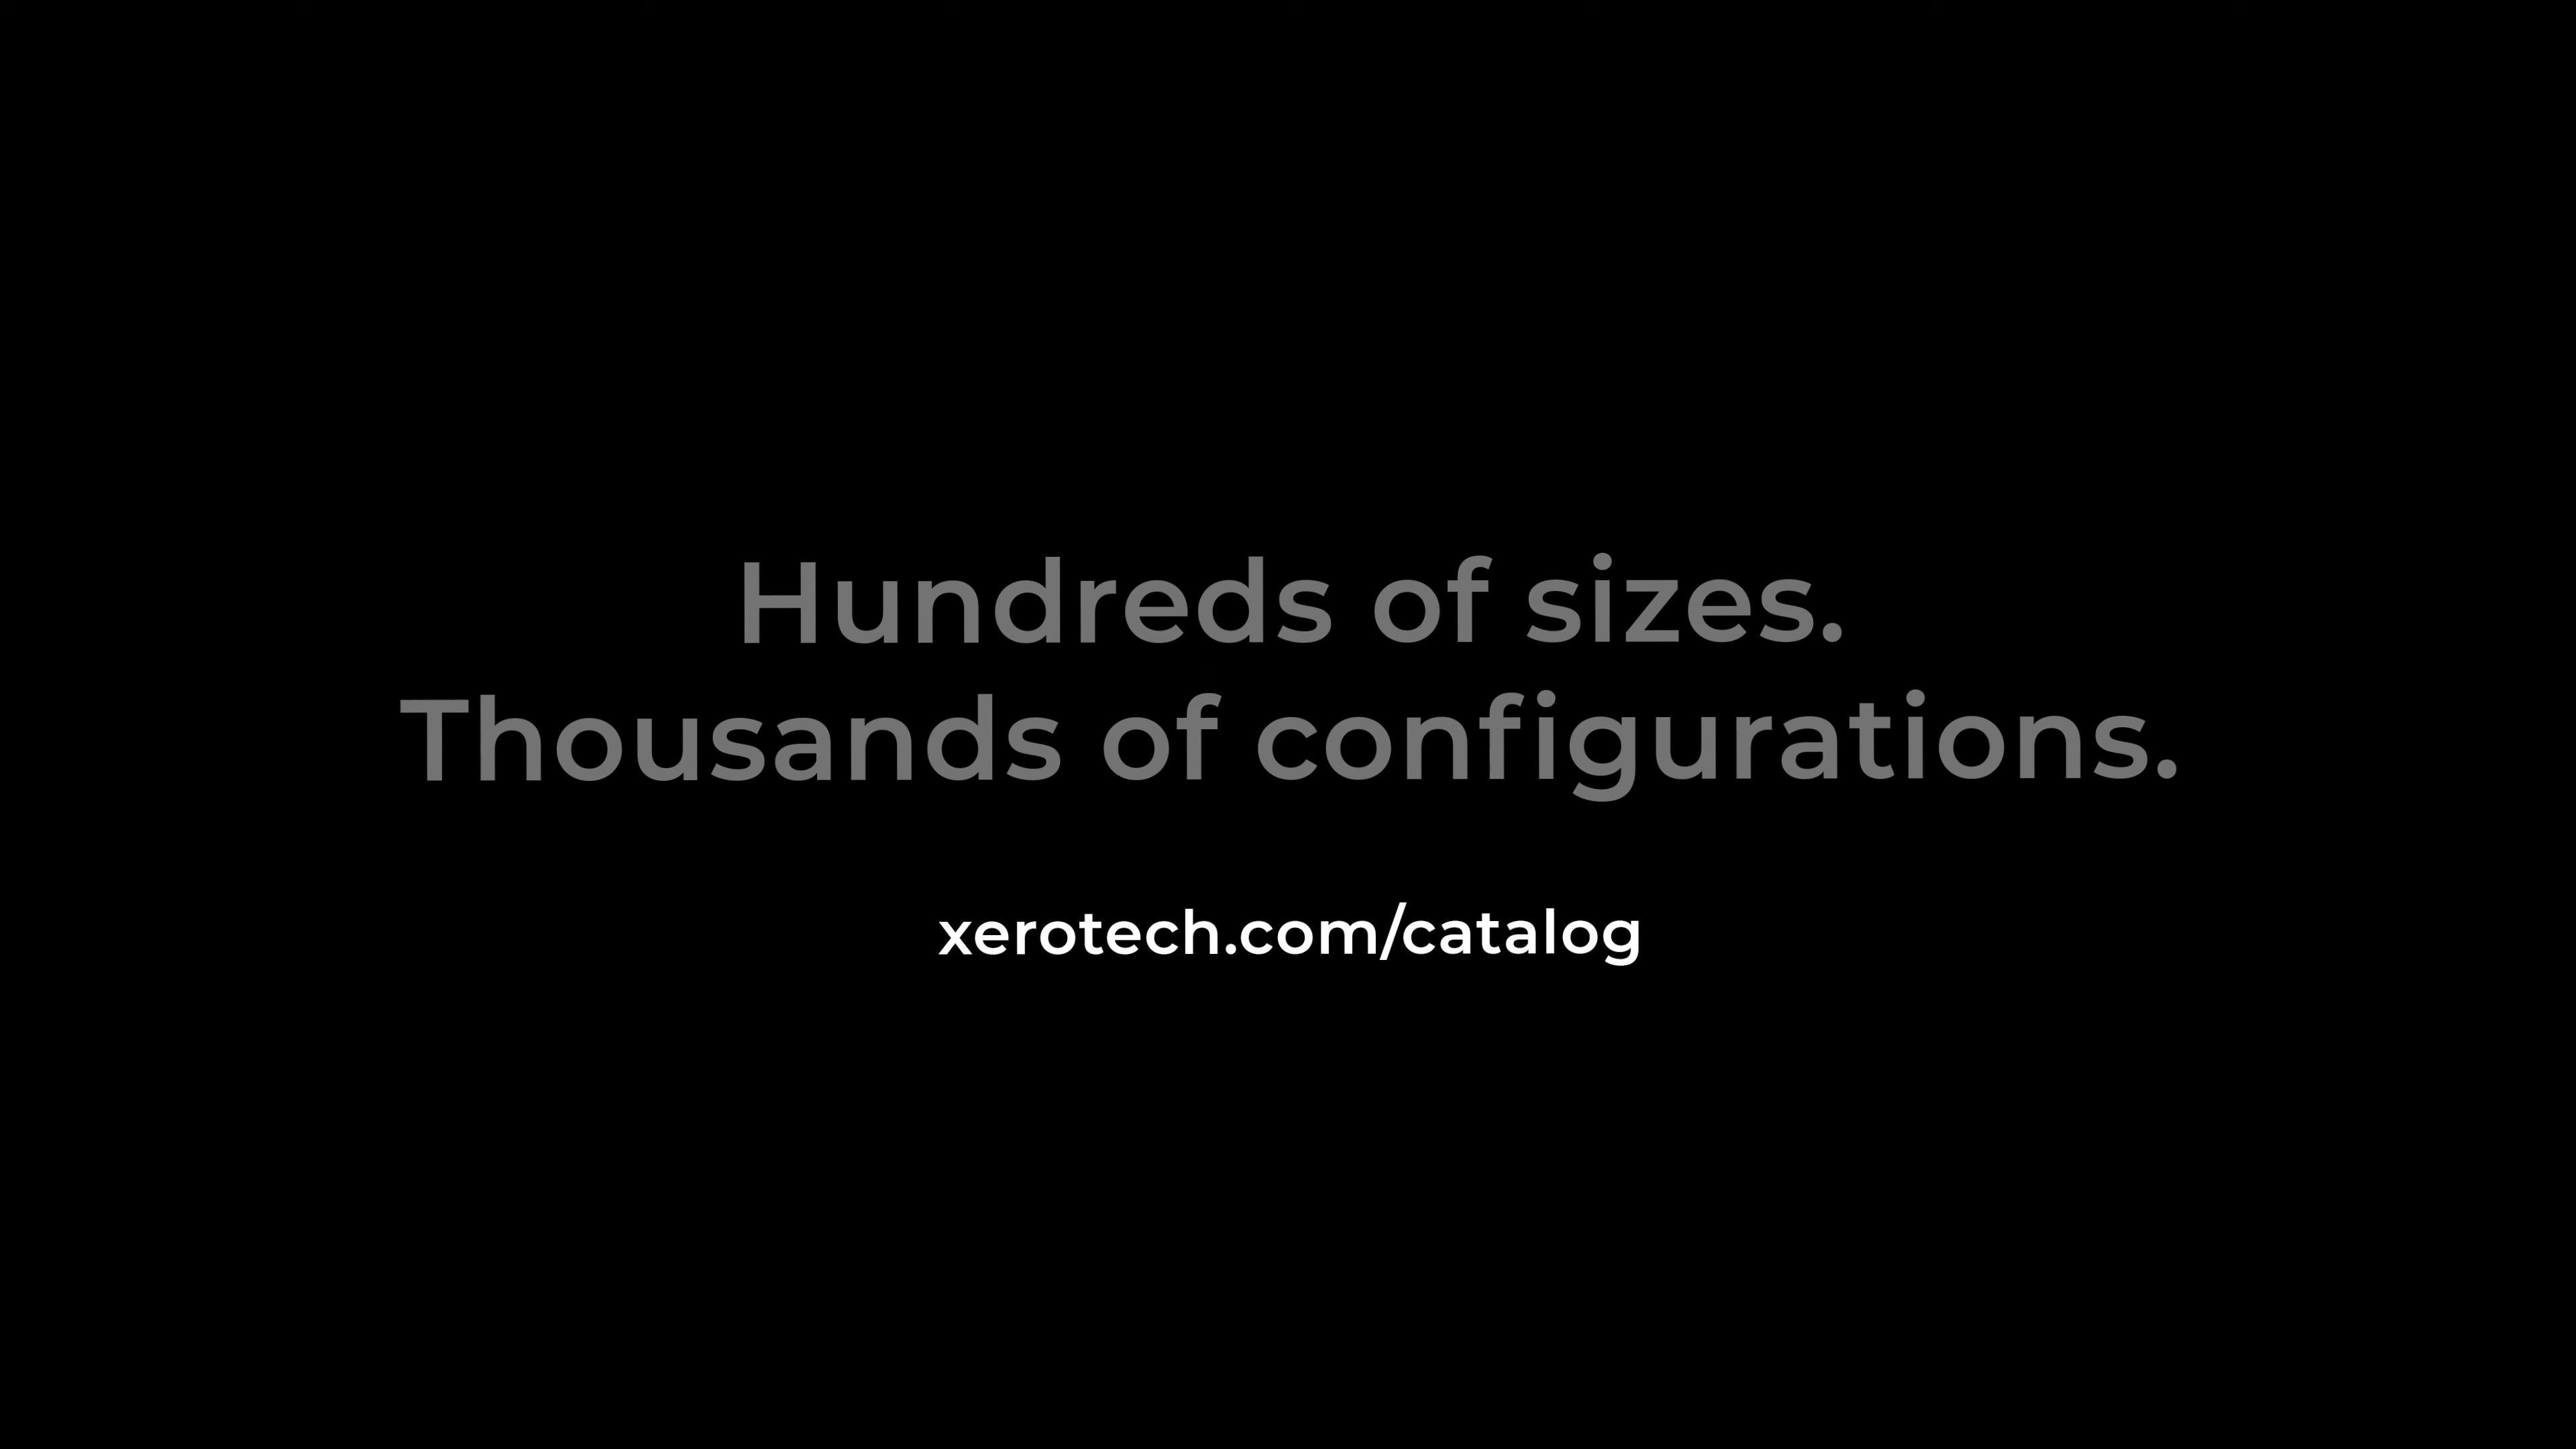 Hundreds of sizes.
Thousands of configurations.
xerotech.com/catalog